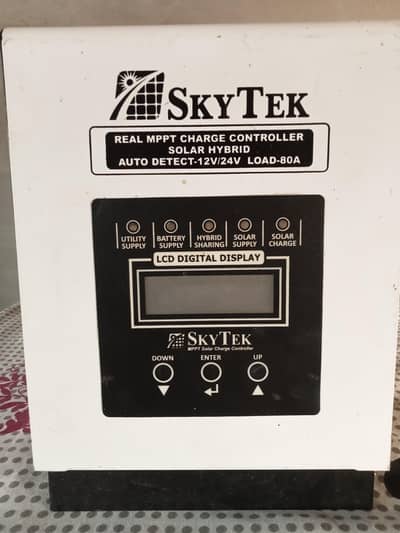 SKYTEK
REAL MPPT CHARGE CONTROLLER
SOLAR HYBRID
AUTO DETECT-12V/24V LOAD-80A
UTILITY SUPPLY
BATTERY SUPPLY
HYBRID SHARING
SOLAR SUPPLY
SOLAR CHARGE
LCD DIGITAL DISPLAY
SKYTEK
MPPT Solar Charge Controller
DOWN ENTER UP